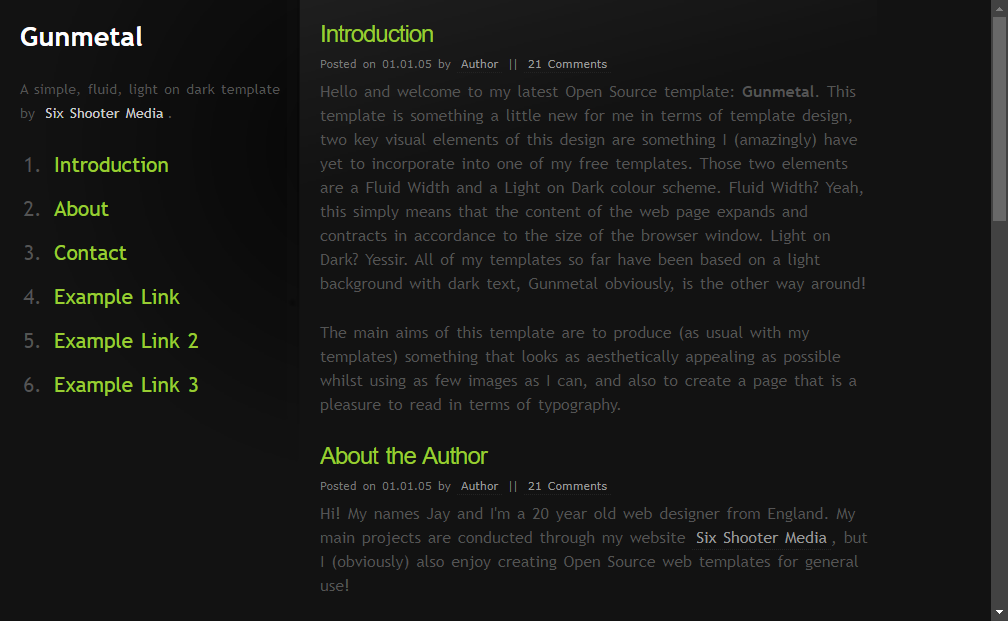 Gunmetal
A simple, fluid, light on dark template
by Six Shooter Media .
1. Introduction
2. About
3. Contact
4. Example Link
5. Example Link 2
6. Example Link 3
Introduction
Posted on 01.01.05 by Author || 21 Comments
Hello and welcome to my latest Open Source template: Gunmetal. This
template is something a little new for me in terms of template design,
two key visual elements of this design are something I (amazingly) have
yet to incorporate into one of my free templates. Those two elements
are a Fluid Width and a Light on Dark colour scheme. Fluid Width? Yeah,
this simply means that the content of the web page expands and
contracts in accordance to the size of the browser window. Light on
Dark? Yessir. All of my templates so far have been based on a light
background with dark text, Gunmetal obviously, is the other way around!
The main aims of this template are to produce (as usual with my
templates) something that looks as aesthetically appealing as possible
whilst using as few images as I can, and also to create a page that is a
pleasure to read in terms of typography.
About the Author
Posted on 01.01.05 by Author || 21 Comments
Hi! My names Jay and I'm a 20 year old web designer from England. My
main projects are conducted through my website Six Shooter Media , but
I (obviously) also enjoy creating Open Source web templates for general
use!